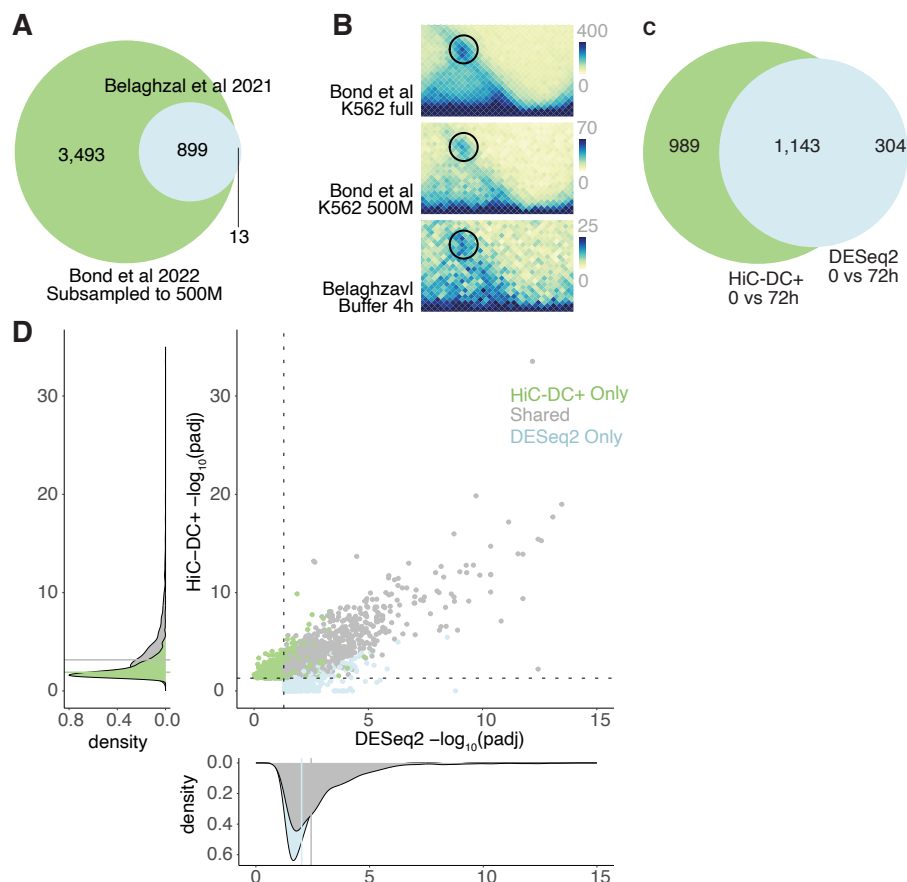 A
Belaghzal et al 2021
3,493
899
13
Bond et al 2022
Subsampled to 500M
B
400
0
Bond et al
K562 full
70
0
Bond et al
K562 500M
25
0
Belaghzavl
Buffer 4h
C
989
1,143
304
HiC-DC+
0 vs 72h
DESeq2
0 vs 72h
D
30
20
10
0
0.8 0.4 0.0
density
HiC−DC+ −log10(padj)
30
20
10
0
HiC-DC+ Only
Shared
DESeq2 Only
0 5 10 15
DESeq2 −log10(padj)
density
0.0
0.2
0.4
0.6
0 5 10 15